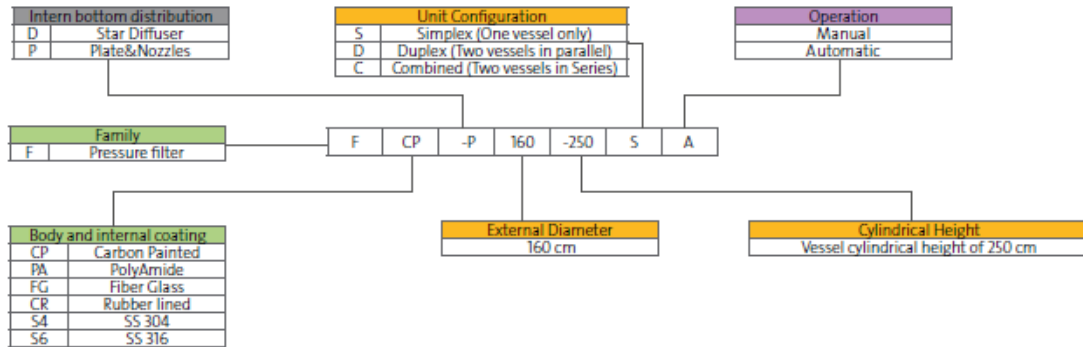 Intern bottom distribution
D Star Diffuser
P Plate&Nozzles
Unit Configuration
S Simplex (One vessel only)
D Duplex (Two vessels in parallel)
C Combined (Two vessels in Series)
Operation
Manual
Automatic
Family
F Pressure filter
F CP -P 160 -250 S A
Body and internal coating
CP Carbon Painted
PA PolyAmide
FG Fiber Glass
CR Rubber lined
S4 SS 304
S6 SS 316
External Diameter
160 cm
Cylindrical Height
Vessel cylindrical height of 250 cm